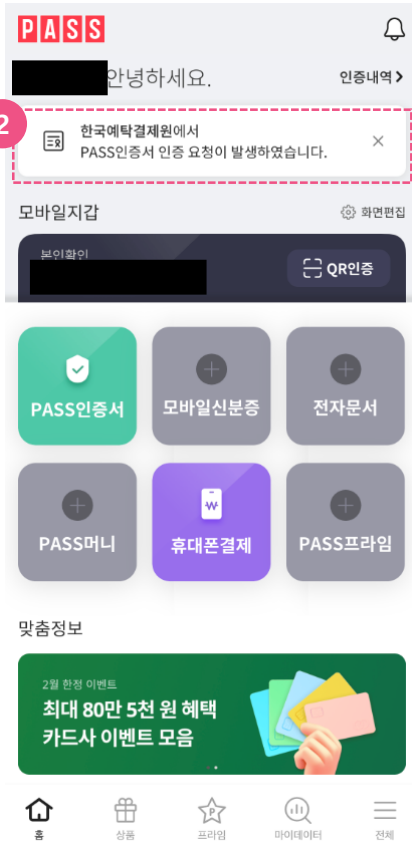 PASS
안녕하세요.
인증내역
2
한국예탁결제원에서
PASS인증서 인증 요청이 발생하였습니다.
모바일지갑
화면편집
본인확인
QR인증
PASS인증서
모바일신분증
전자문서
PASS머니
휴대폰결제
PASS프라임
맞춤정보
2월 한정 이벤트
최대 80만 5천 원 혜택
카드사 이벤트 모음
홈
상품
프라임
마이데이터
전체